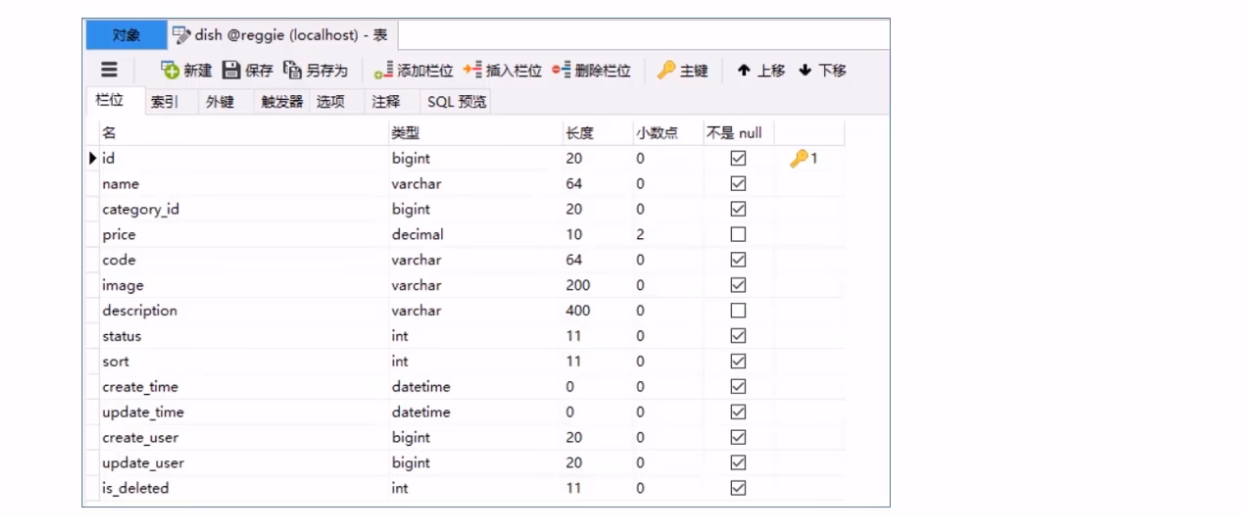 对象 dish @reggie (localhost) - 表
新建 保存 另存为 添加栏位 插入栏位 删除栏位 主键 上移 下移
栏位 索引 外键 触发器 选项 注释 SQL 预览
名 类型 长度 小数点 不是 null
id bigint 20 0 1
name varchar 64 0
category_id bigint 20 0
price decimal 10 2
code varchar 64 0
image varchar 200 0
description varchar 400 0
status int 11 0
sort int 11 0
create_time datetime 0 0
update_time datetime 0 0
create_user bigint 20 0
update_user bigint 20 0
is_deleted int 11 0